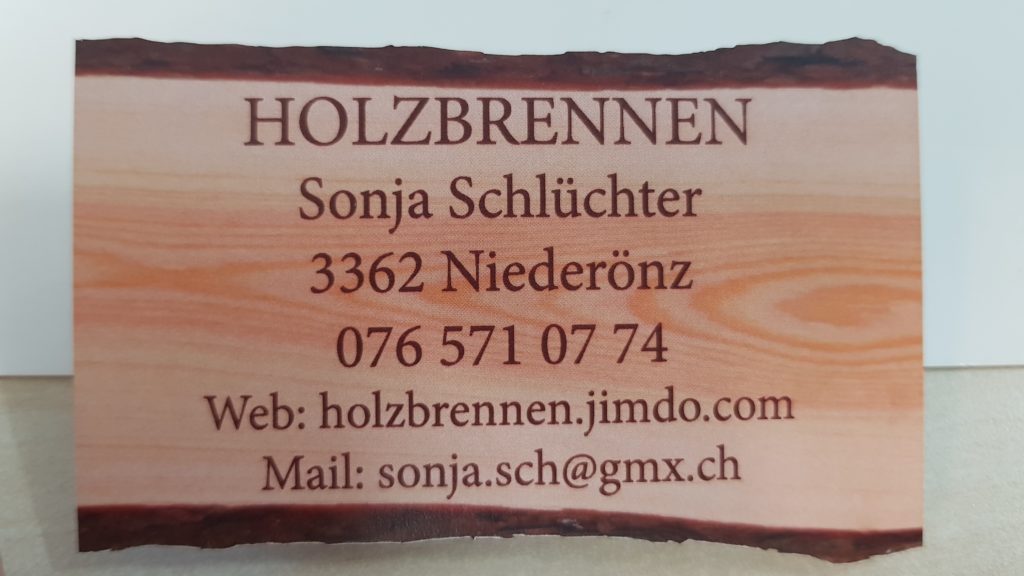 HOLZBRENNEN
Sonja Schlüchter
3362 Niederönz
076 571 07 74
Web: holzbrennen.jimdo.com
Mail: sonja.sch@gmx.ch